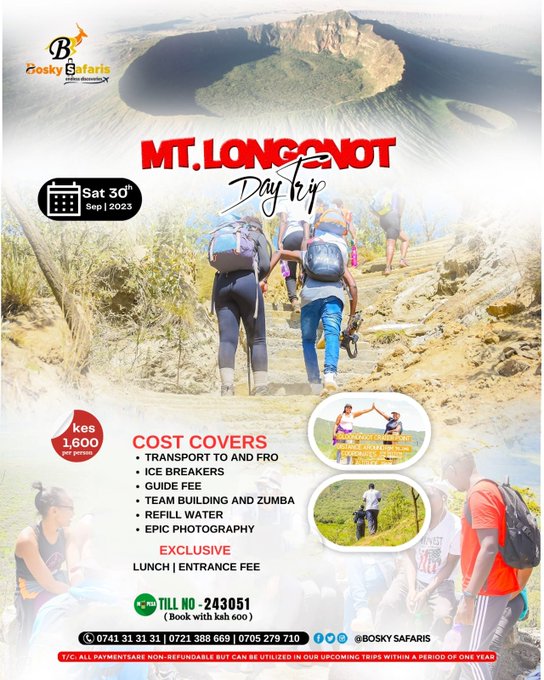 B
Bosky Safaris
endless discoveries
MT. LONGONOT
Day Trip
Sat 30th
Sep | 2023
kes
1,600
per person
COST COVERS
• TRANSPORT TO AND FRO
• ICE BREAKERS
• GUIDE FEE
• TEAM BUILDING AND ZUMBA
• REFILL WATER
• EPIC PHOTOGRAPHY
EXCLUSIVE
LUNCH | ENTRANCE FEE
TILL NO - 243051
( Book with ksh 600 )
0741 31 31 31 | 0721 388 669 | 0705 279 710
@BOSKY SAFARIS
T/C: ALL PAYMENTSARE NON-REFUNDABLE BUT CAN BE UTILIZED IN OUR UPCOMING TRIPS WITHIN A PERIOD OF ONE YEAR